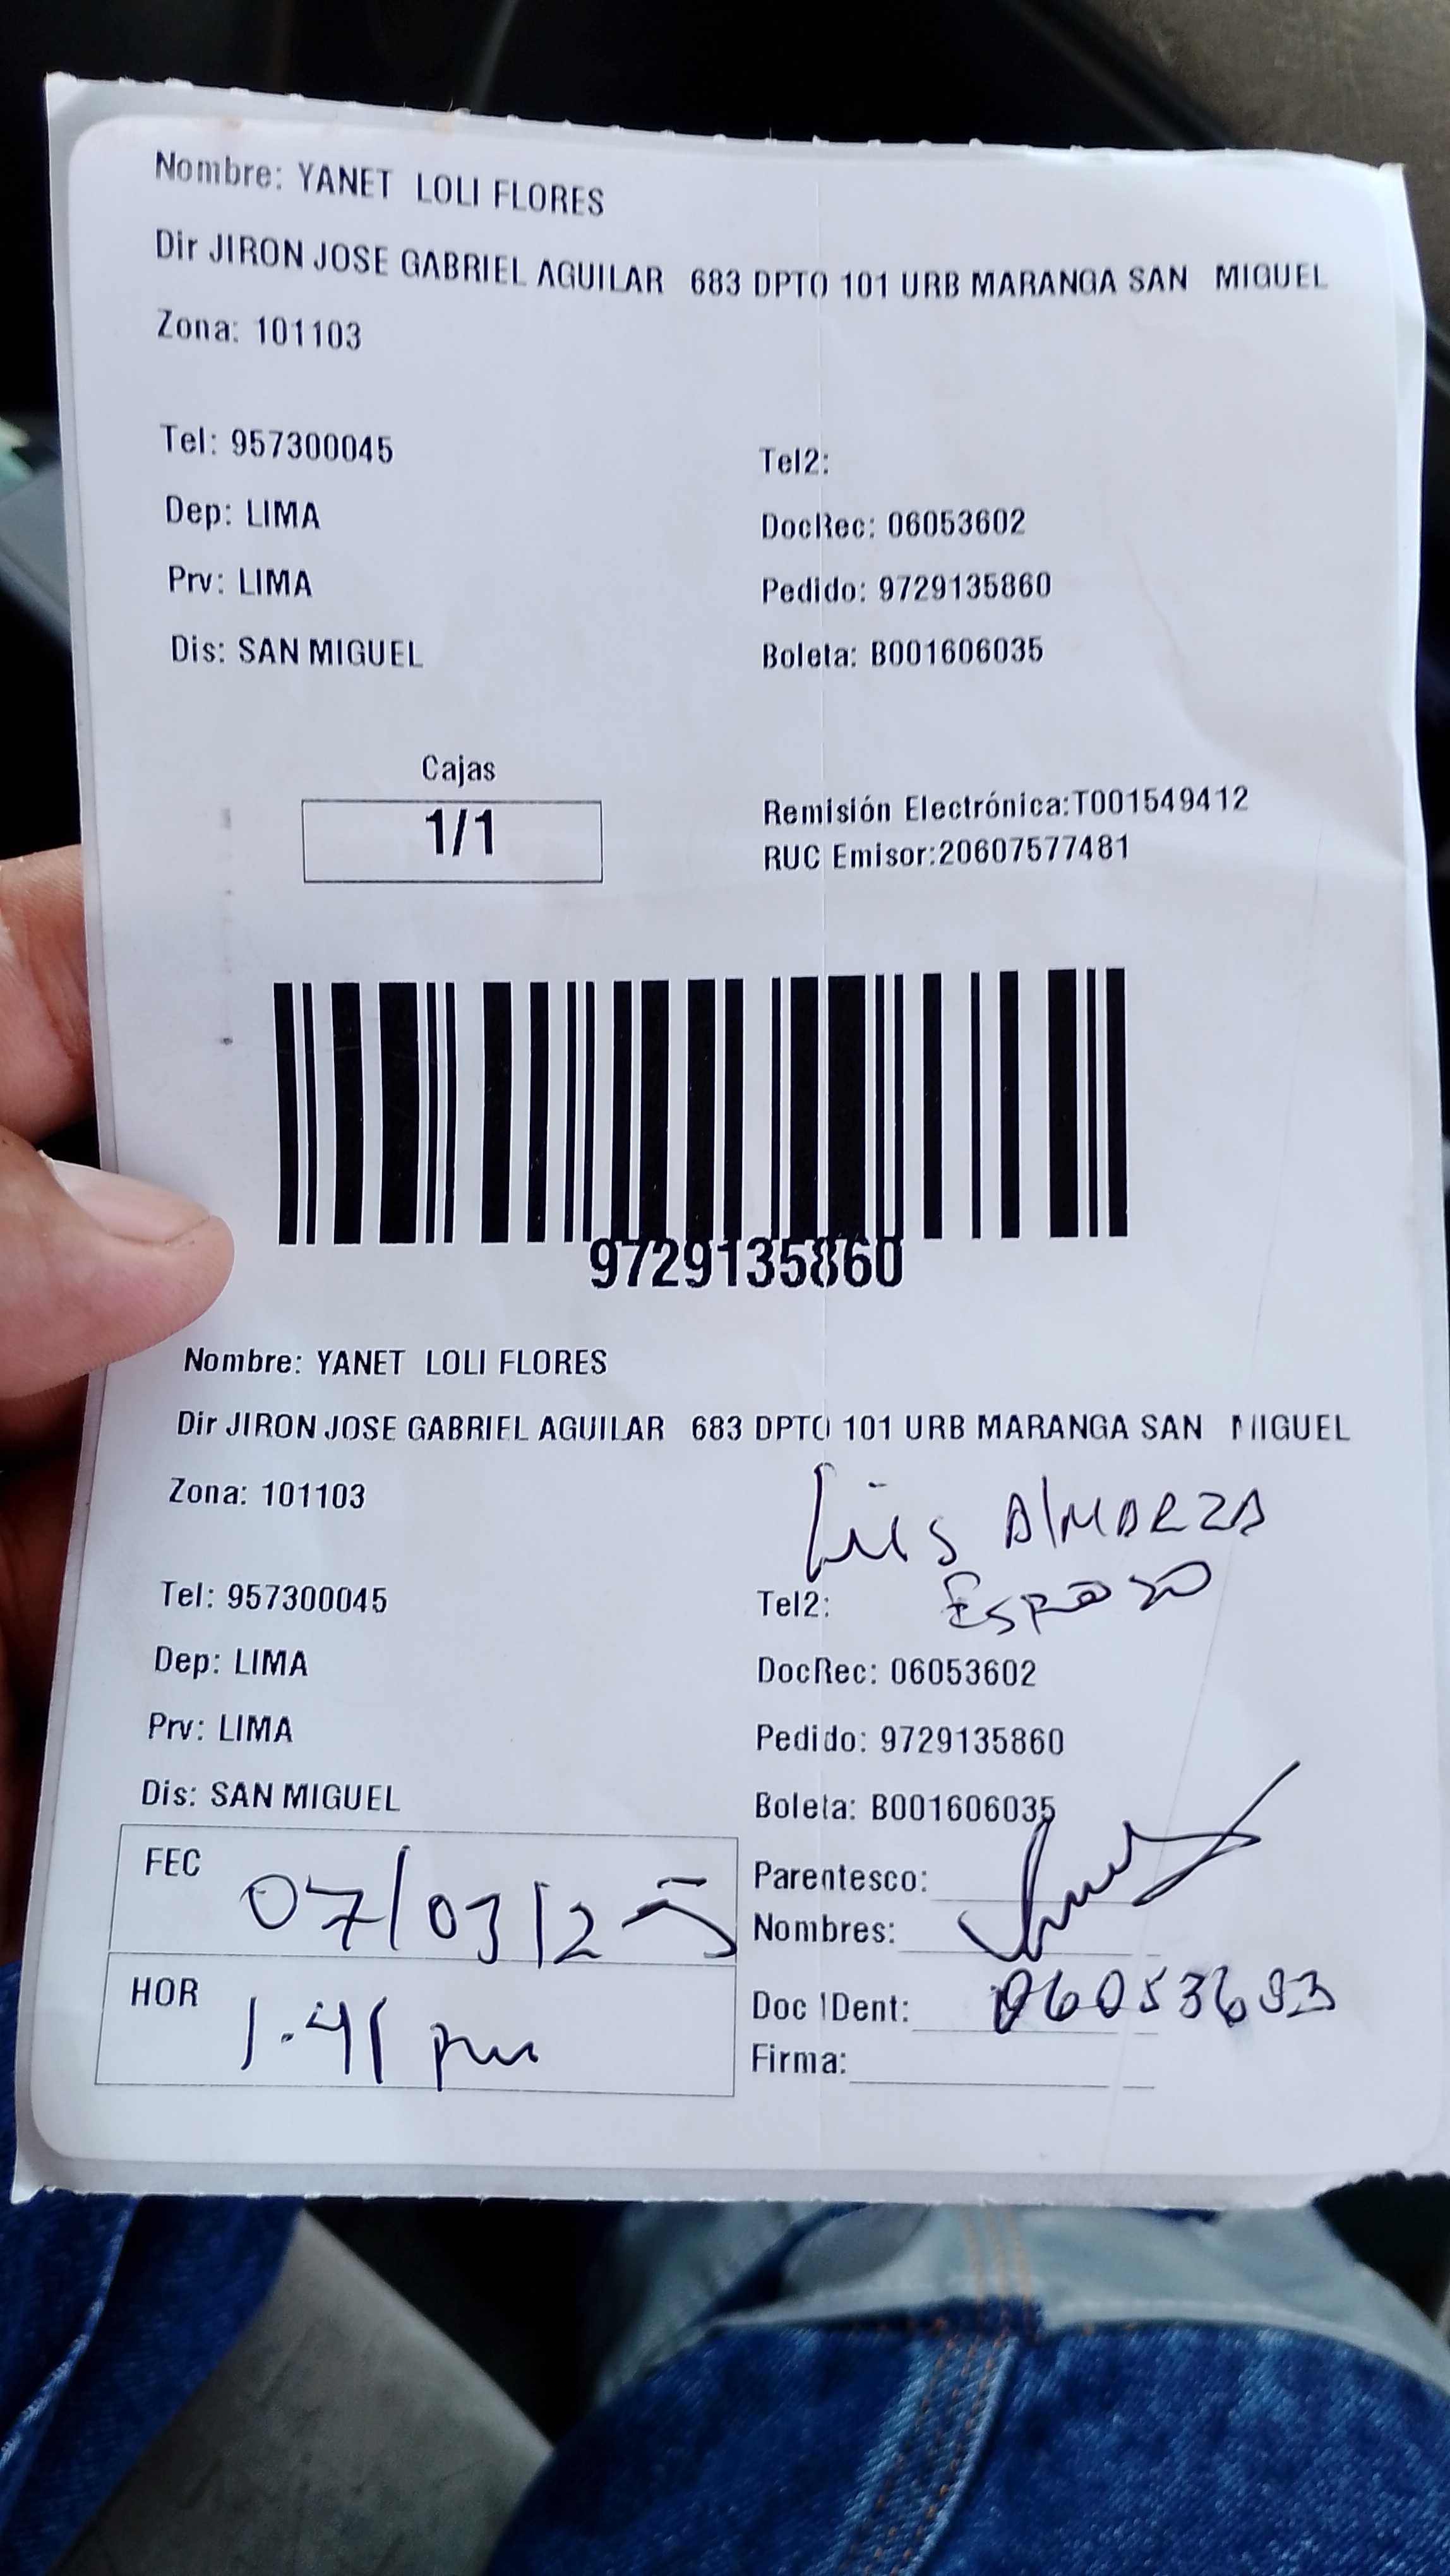 Nombre: YANET LOLI FLORES
Dir JIRON JOSE GABRIEL AGUILAR 683 DPTO 101 URB MARANGA SAN MIGUEL
Zona: 101103
Tel: 957300045 Tel2:
Dep: LIMA DocRec: 06053602
Prv: LIMA Pedido: 9729135860
Dis: SAN MIGUEL Boleta: B001606035
Cajas
1/1
Remisión Electrónica:T001549412
RUC Emisor:20607577481
9729135860
Nombre: YANET LOLI FLORES
Dir JIRON JOSE GABRIEL AGUILAR 683 DPTO 101 URB MARANGA SAN MIGUEL
Zona: 101103
Luis AlMARZA
Esposo
Tel: 957300045 Tel2:
Dep: LIMA DocRec: 06053602
Prv: LIMA Pedido: 9729135860
Dis: SAN MIGUEL Boleta: B001606035
FEC 07/03/25 Parentesco:
Nombres:
HOR 1.41 pm Doc IDent:
Firma: